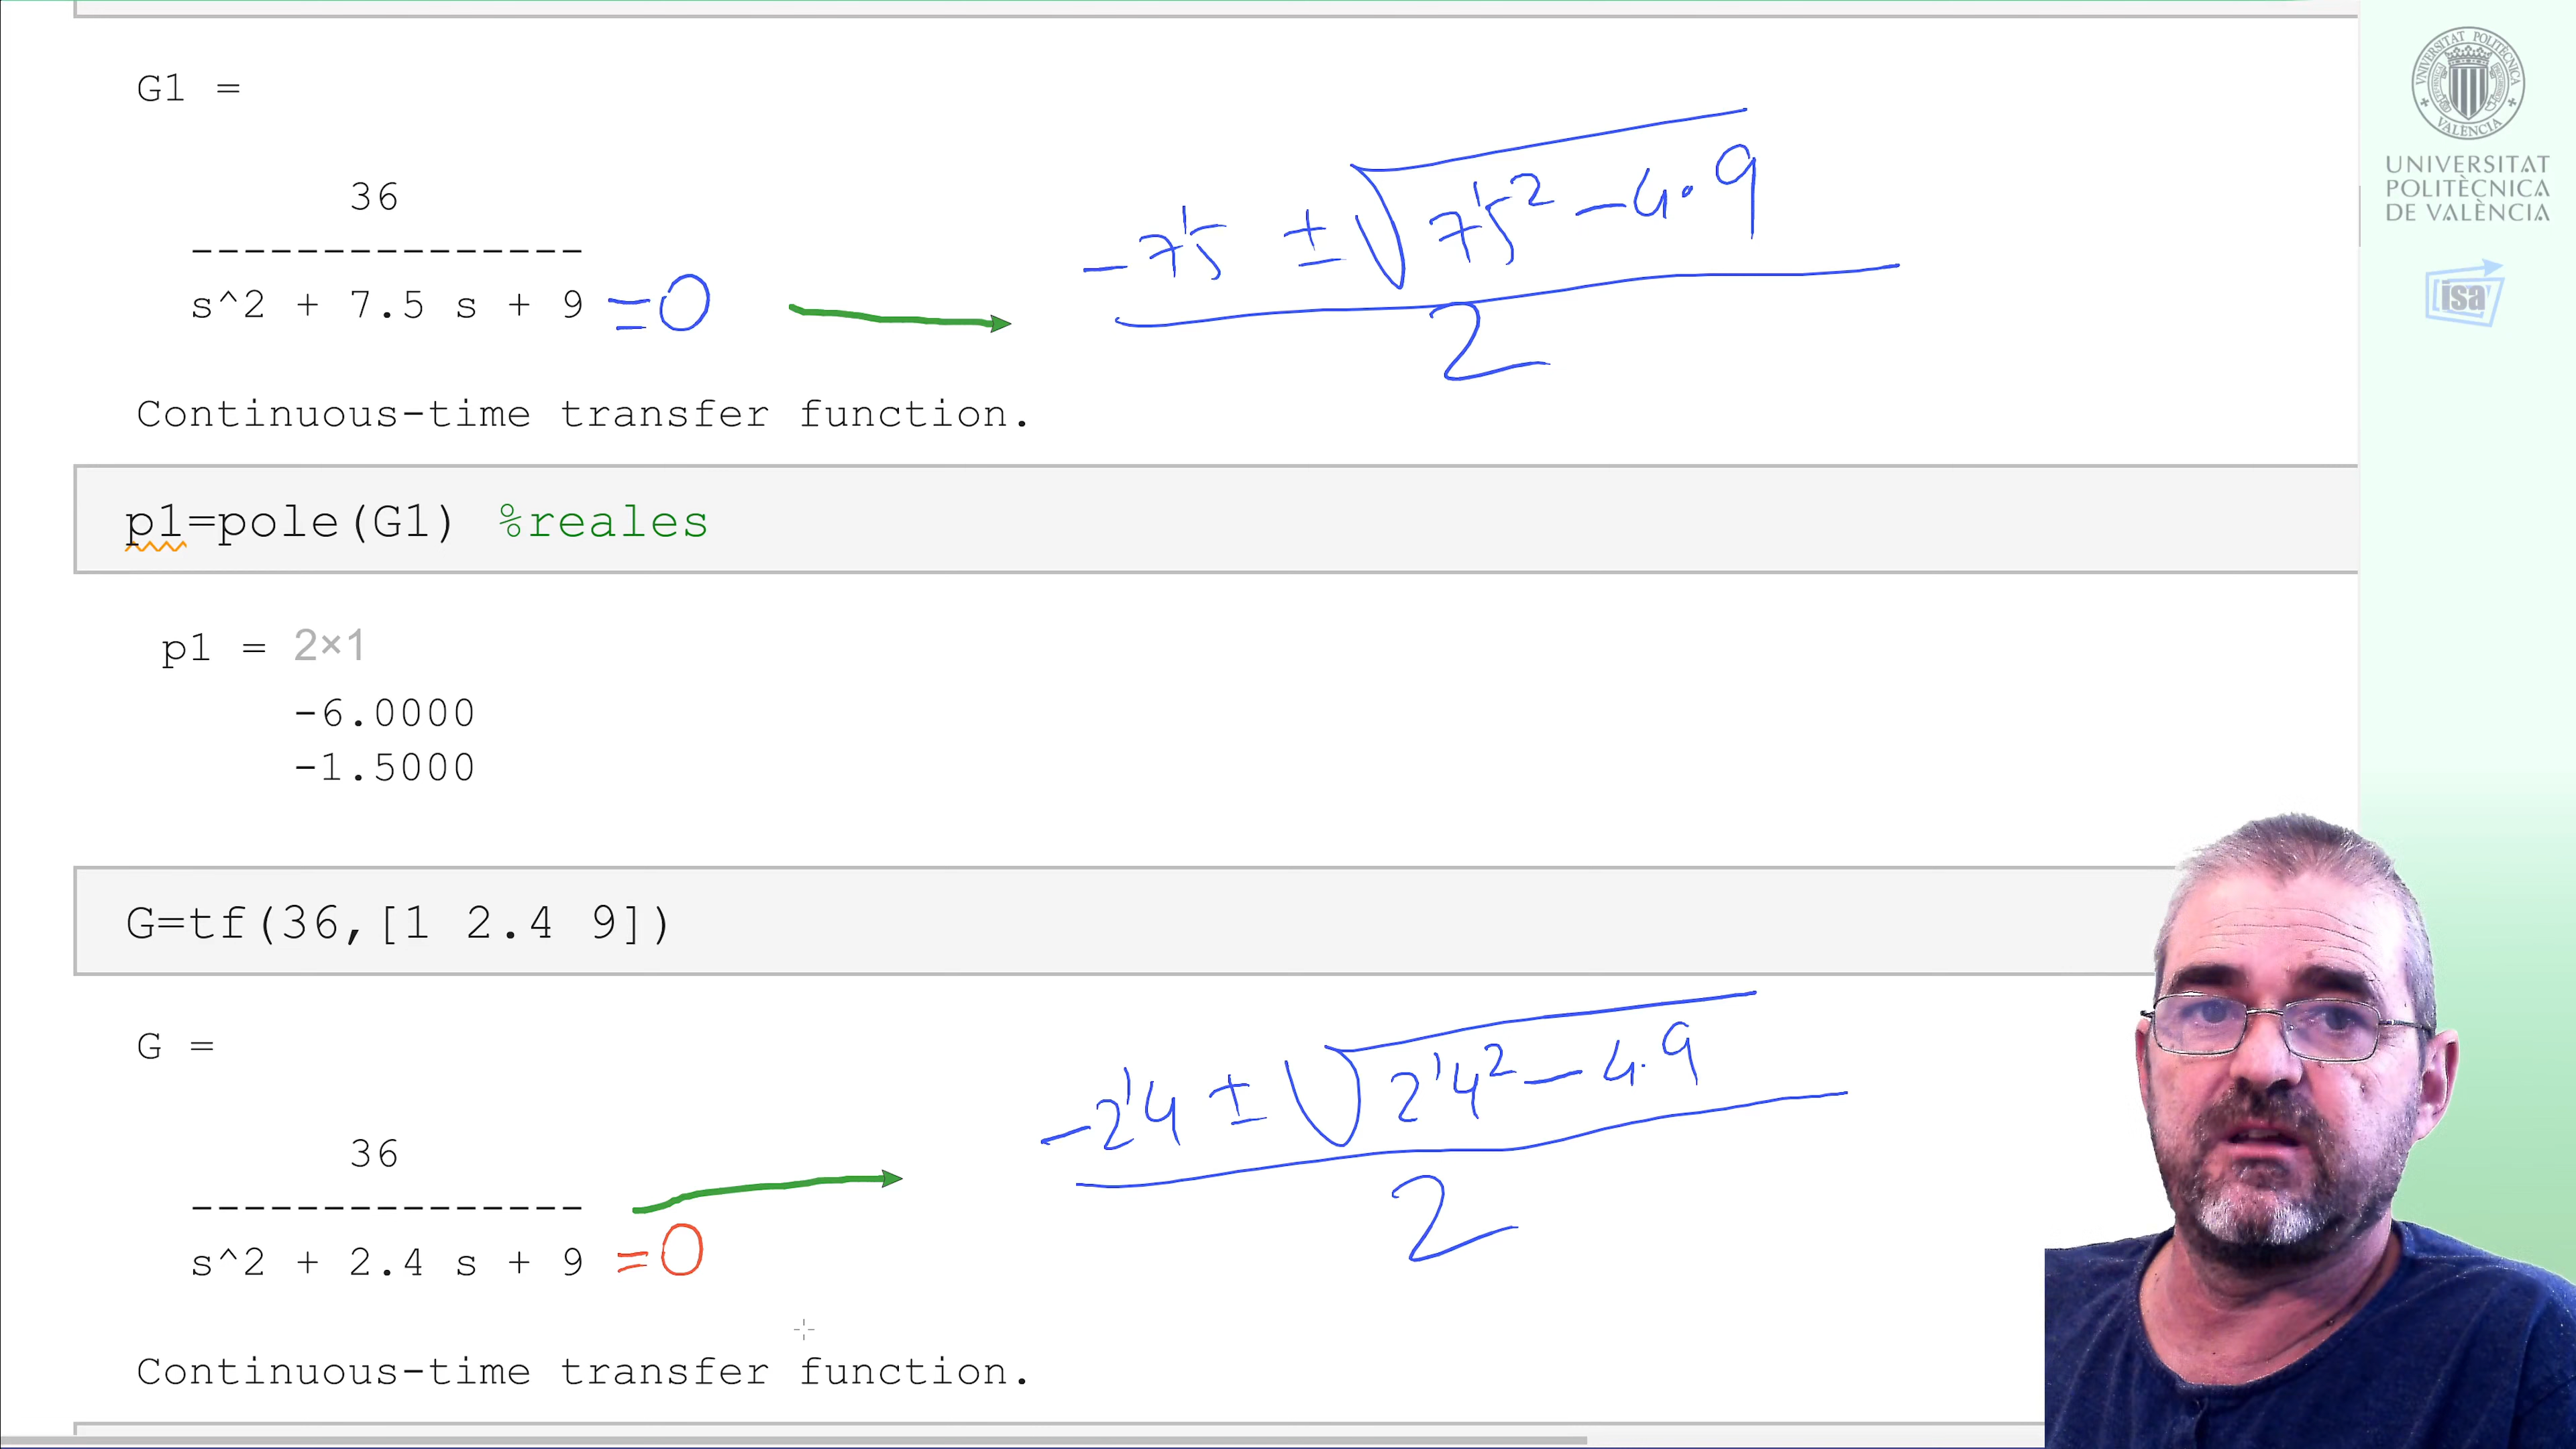 G1 =
36
---------------
s^2 + 7.5 s + 9 =0
-7'5 ± √7'5² - 4·9
2
Continuous-time transfer function.
p1=pole(G1) %reales
p1 = 2×1
-6.0000
-1.5000
G=tf(36,[1 2.4 9])
G =
36
---------------
s^2 + 2.4 s + 9 =0
-2'4 ± √2'4² - 4·9
2
Continuous-time transfer function.
UNIVERSITAT POLITÈCNICA
VALÈNCIA
UNIVERSITAT
POLITÈCNICA
DE VALÈNCIA
isa